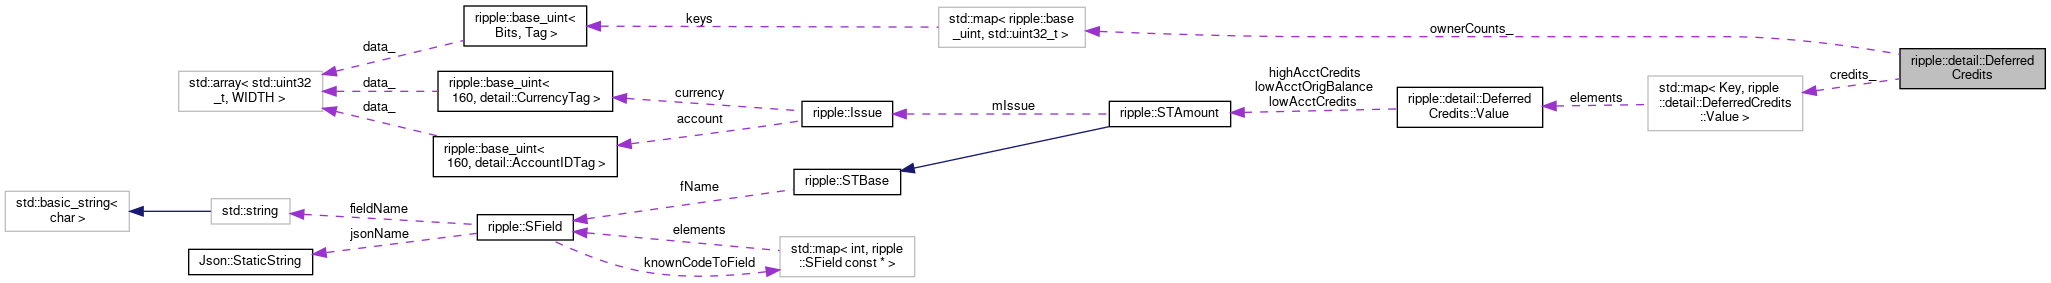 ripple::base_uint<
Bits, Tag >
keys
std::map< ripple::base
_uint, std::uint32_t >
ownerCounts_
ripple::detail::Deferred
Credits
data_
std::array< std::uint32
_t, WIDTH >
data_
ripple::base_uint<
160, detail::CurrencyTag >
currency
data_
ripple::base_uint<
160, detail::AccountIDTag >
account
ripple::Issue
mIssue
ripple::STAmount
highAcctCredits
lowAcctOrigBalance
lowAcctCredits
ripple::detail::Deferred
Credits::Value
elements
std::map< Key, ripple
::detail::DeferredCredits
::Value >
credits_
ripple::STBase
fName
std::basic_string<
char >
std::string
fieldName
jsonName
Json::StaticString
ripple::SField
elements
knownCodeToField
std::map< int, ripple
::SField const * >